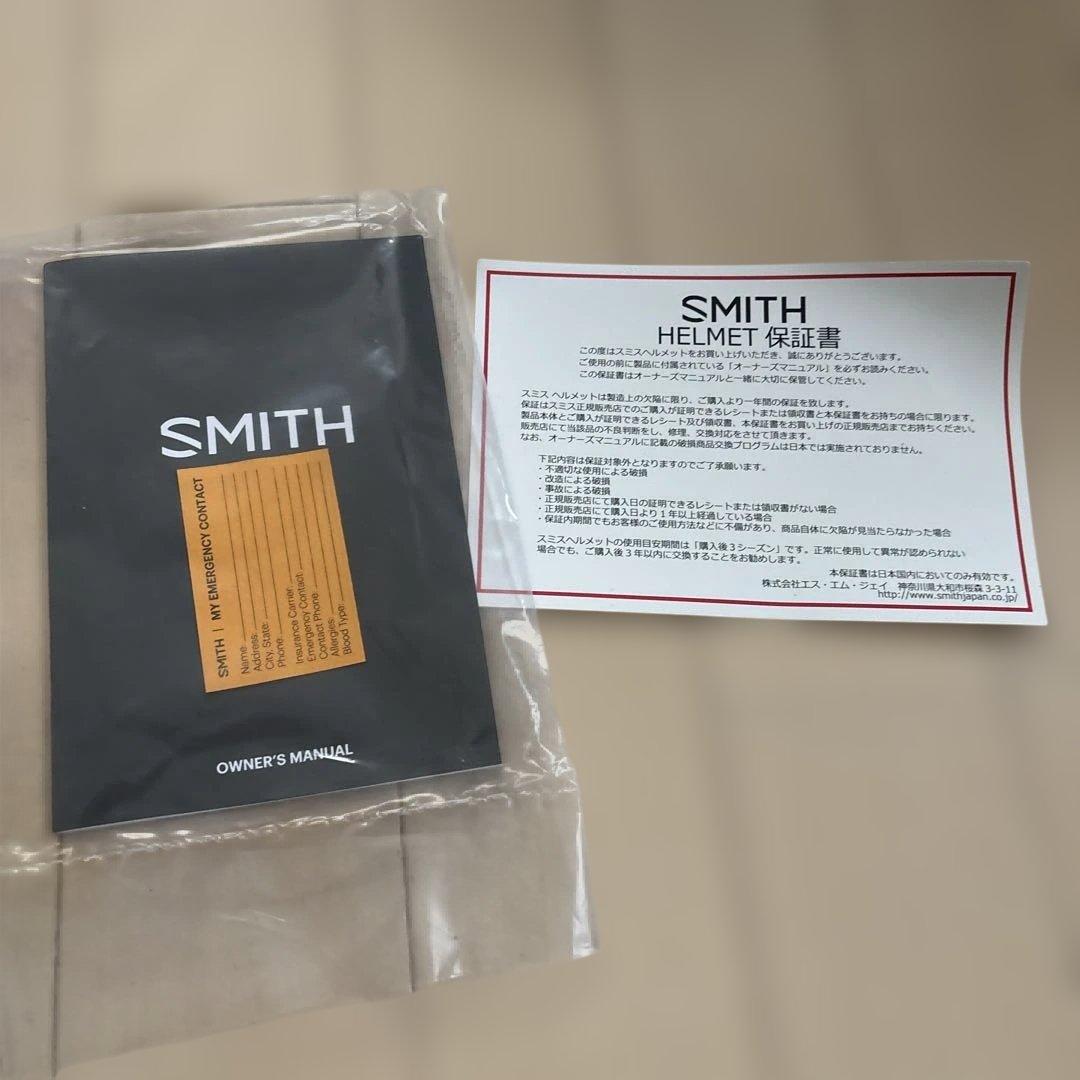 SMITH
SMITH | MY EMERGENCY CONTACT
Name
Address:
City, State:
Phone
Insurance Carrier:
Emergency Contact:
Contact Phone
Allergies:
Blood Type:
OWNER'S MANUAL
SMITH
HELMET 保証書
この度はスミスヘルメットをお買い上げいただき、誠にありがとうございます。
ご使用の前に製品に付属されている「オーナーズマニュアル」を必ずお読みください。
この保証書はオーナーズマニュアルと一緒に大切に保管してください。
スミス ヘルメットは製造上の欠陥に限り、ご購入より一年間の保証を致します。
保証はスミス正規販売店でのご購入が証明できるレシートまたは領収書と本保証書をお持ちの場合に限ります。
製品本体とご購入が証明できるレシート及び領収書、本保証書をお買い上げの正規販売店までお持ちください。
販売店にて当該品の不良判断をし、修理、交換対応をさせて頂きます。
なお、オーナーズマニュアルに記載の破損商品交換プログラムは日本では実施されておりません。
下記内容は保証対象外となりますのでご了承願います。
・不適切な使用による破損
・改造による破損
・事故による破損
・正規販売店にて購入日の証明できるレシートまたは領収書がない場合
・正規販売店にて購入日より１年以上経過している場合
・保証内期間でもお客様のご使用方法などに不備があり、商品自体に欠陥が見当たらなかった場合
スミスヘルメットの使用目安期間は「購入後３シーズン」です。正常に使用して異常が認められない
場合でも、ご購入後３年以内に交換することをお勧めします。
本保証書は日本国内においてのみ有効です。
株式会社エス・エム・ジェイ 神奈川県大和市桜森 3-3-11
http://www.smithjapan.co.jp/